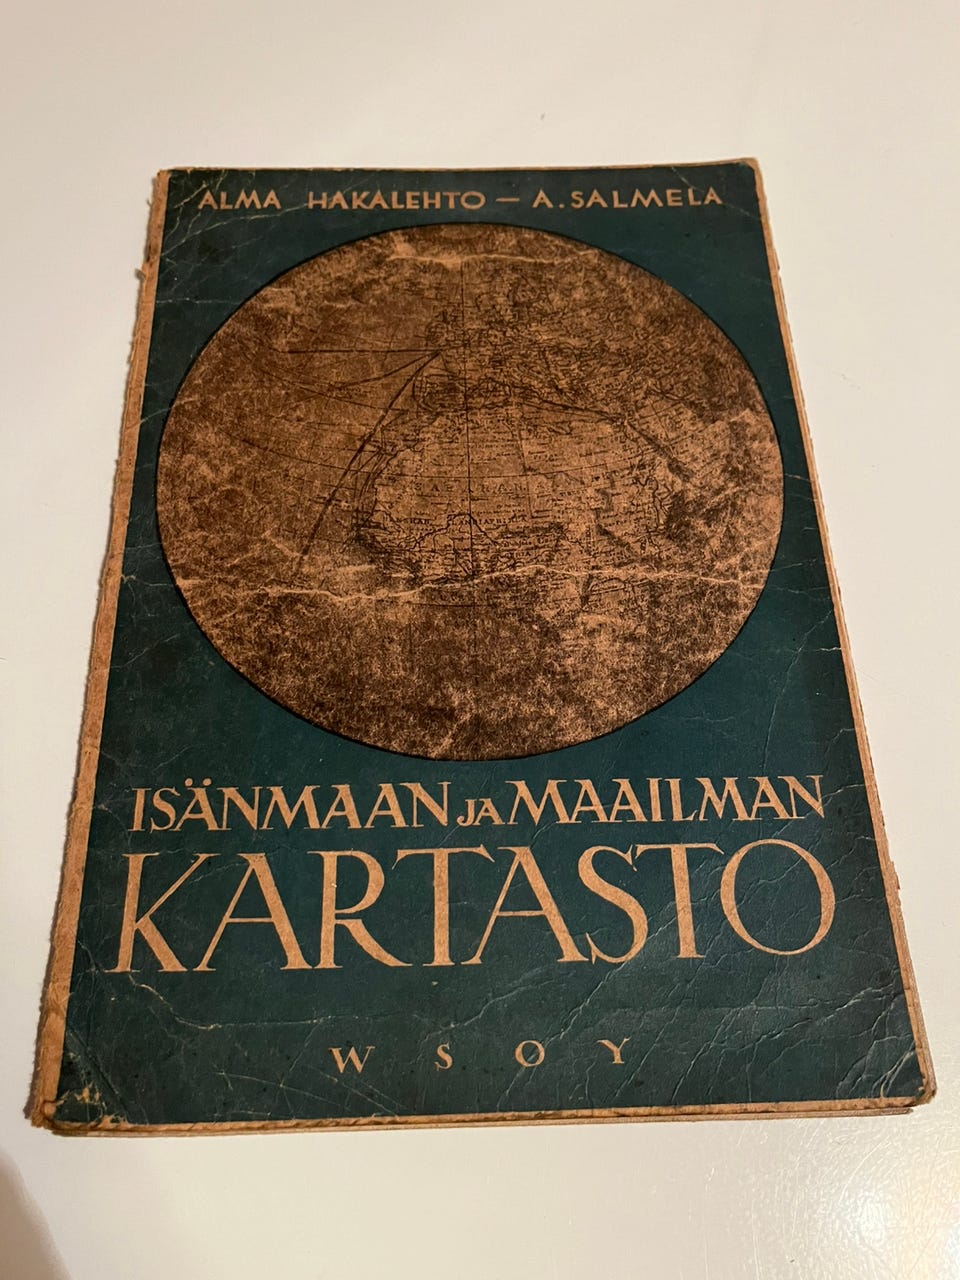 ALMA HAKALEHTO – A. SALMELA
ISÄNMAAN JA MAAILMAN
KARTASTO
WSOY